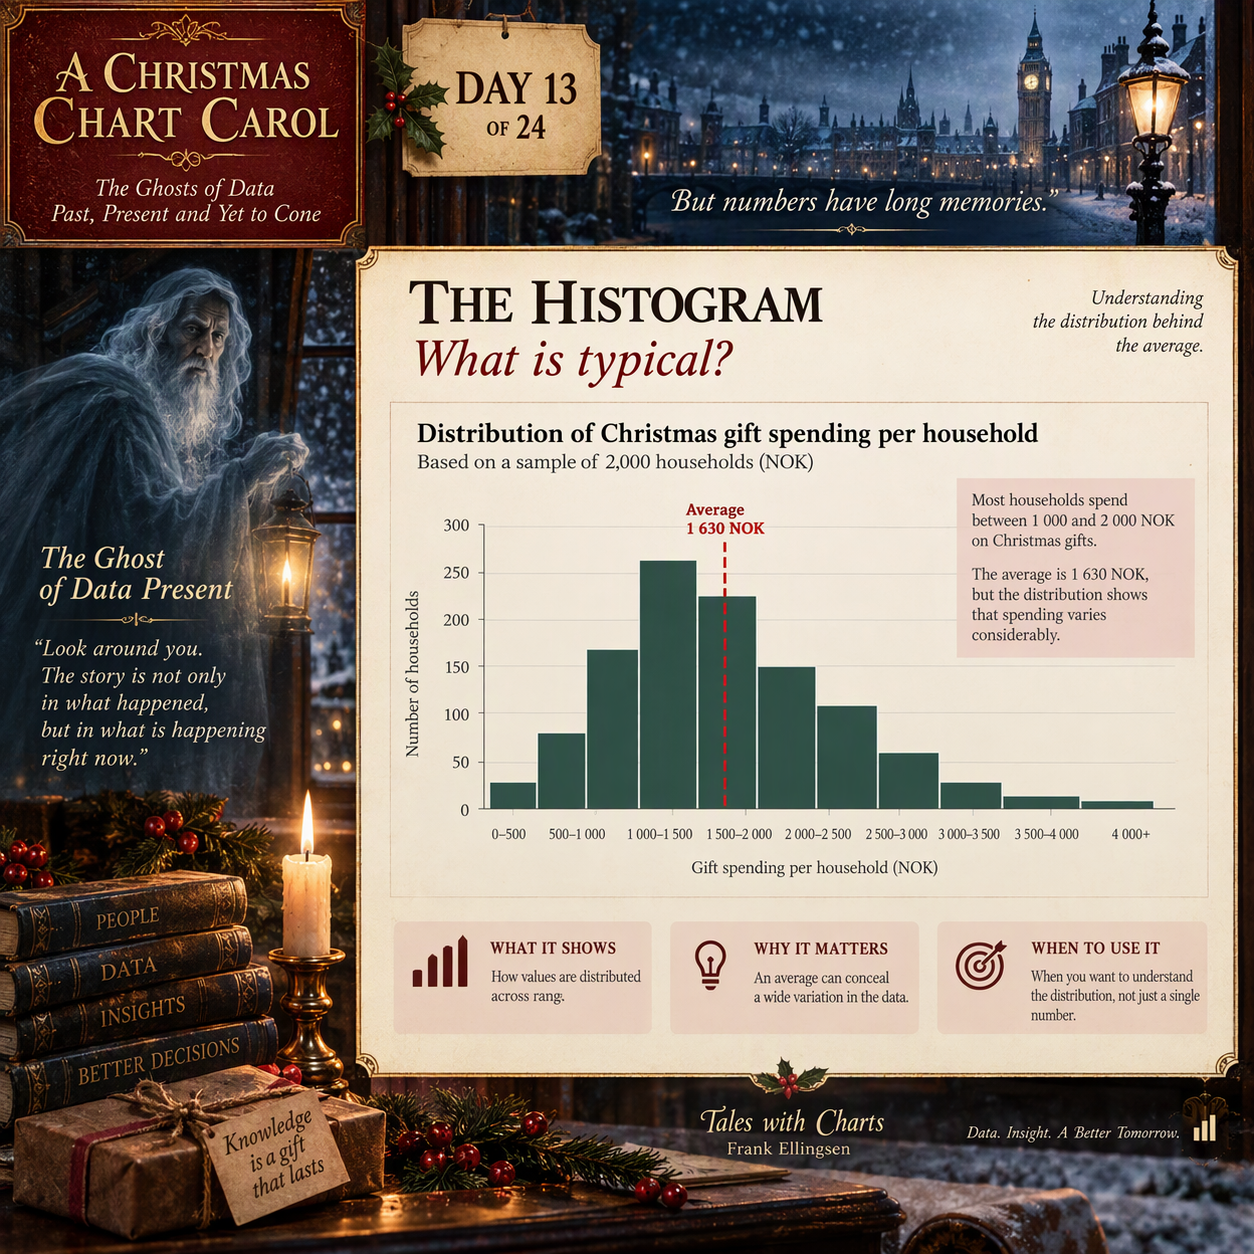 A CHRISTMAS
CHART CAROL
The Ghosts of Data
Past, Present and Yet to Cone
DAY 13
OF 24
"But numbers have long memories."
THE HISTOGRAM
What is typical?
Understanding
the distribution behind
the average.
Distribution of Christmas gift spending per household
Based on a sample of 2,000 households (NOK)
Most households spend
between 1 000 and 2 000 NOK
on Christmas gifts.
The average is 1 630 NOK,
but the distribution shows
that spending varies
considerably.
Average
1 630 NOK
Number of households
300
250
200
150
100
50
0
0–500 500–1 000 1 000–1 500 1 500–2 000 2 000–2 500 2 500–3 000 3 000–3 500 3 500–4 000 4 000+
Gift spending per household (NOK)
The Ghost
of Data Present
"Look around you.
The story is not only
in what happened,
but in what is happening
right now."
WHAT IT SHOWS
How values are distributed
across rang.
WHY IT MATTERS
An average can conceal
a wide variation in the data.
WHEN TO USE IT
When you want to understand
the distribution, not just a single
number.
PEOPLE
DATA
INSIGHTS
BETTER DECISIONS
Knowledge
is a gift
that lasts
Tales with Charts
Frank Ellingsen
Data. Insight. A Better Tomorrow.